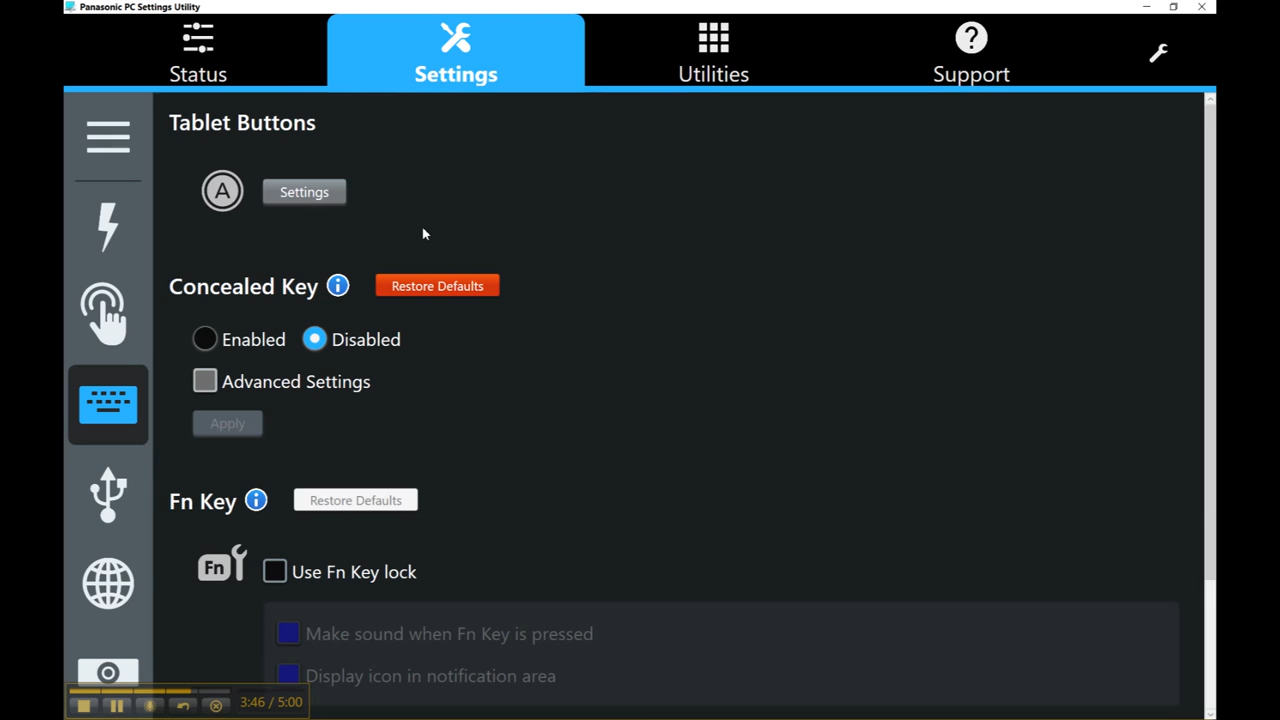 Panasonic PC Settings Utility
Status
Settings
Utilities
Support
Tablet Buttons
A Settings
Concealed Key i Restore Defaults
Enabled Disabled
Advanced Settings
Apply
Fn Key i Restore Defaults
Fn Use Fn Key lock
Make sound when Fn Key is pressed
Display icon in notification area
3:46 / 5:00